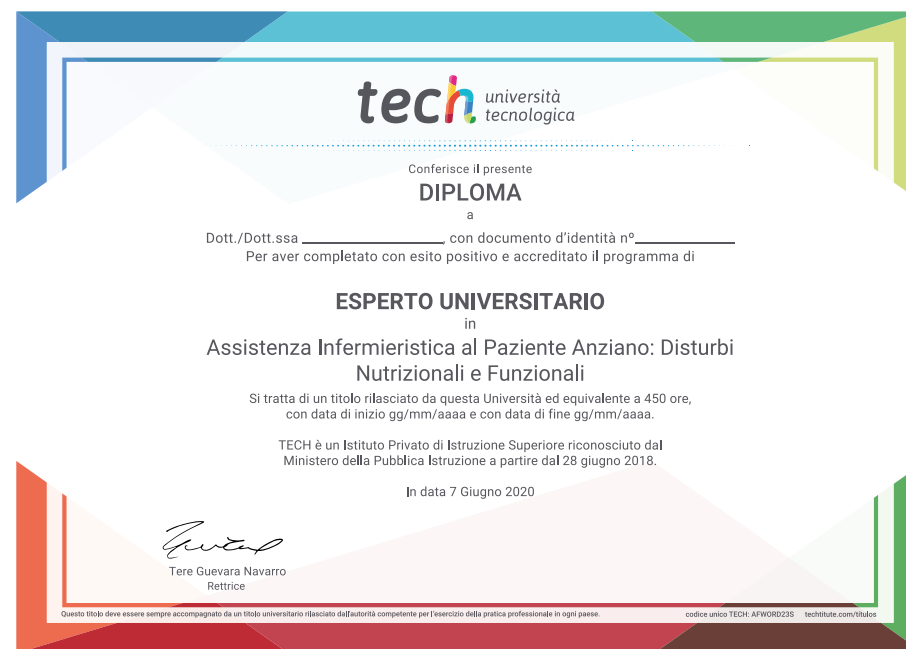 tech università
tecnologica
Conferisce il presente
DIPLOMA
a
Dott./Dott.ssa ____________________, con documento d'identità nº______________
Per aver completato con esito positivo e accreditato il programma di
ESPERTO UNIVERSITARIO
in
Assistenza Infermieristica al Paziente Anziano: Disturbi
Nutrizionali e Funzionali
Si tratta di un titolo rilasciato da questa Università ed equivalente a 450 ore,
con data di inizio gg/mm/aaaa e con data di fine gg/mm/aaaa.
TECH è un Istituto Privato di Istruzione Superiore riconosciuto dal
Ministero della Pubblica Istruzione a partire dal 28 giugno 2018.
In data 7 Giugno 2020
Tere Guevara Navarro
Rettrice
Questo titolo deve essere sempre accompagnato da un titolo universitario rilasciato dall'autorità competente per l'esercizio della pratica professionale in ogni paese. codice unico TECH: AFWORD23S techtitute.com/titulos